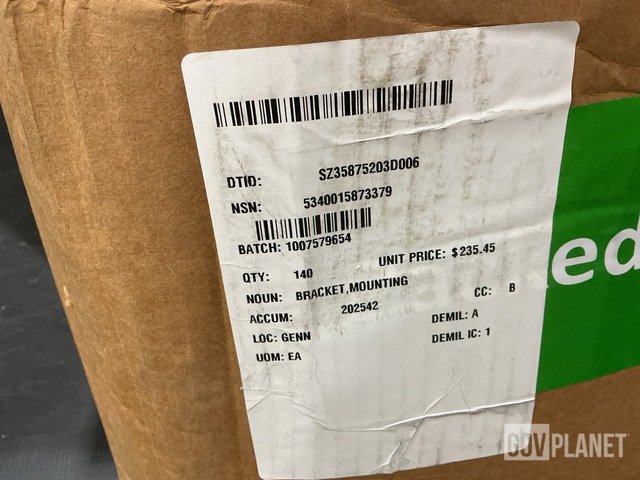 DTID: SZ35875203D006
NSN: 5340015873379
BATCH: 1007579654
QTY: 140 UNIT PRICE: $235.45
NOUN: BRACKET,MOUNTING
ACCUM: 202542 CC: B
LOC: GENN DEMIL: A
UOM: EA DEMIL IC: 1
ed
GOVPLANET